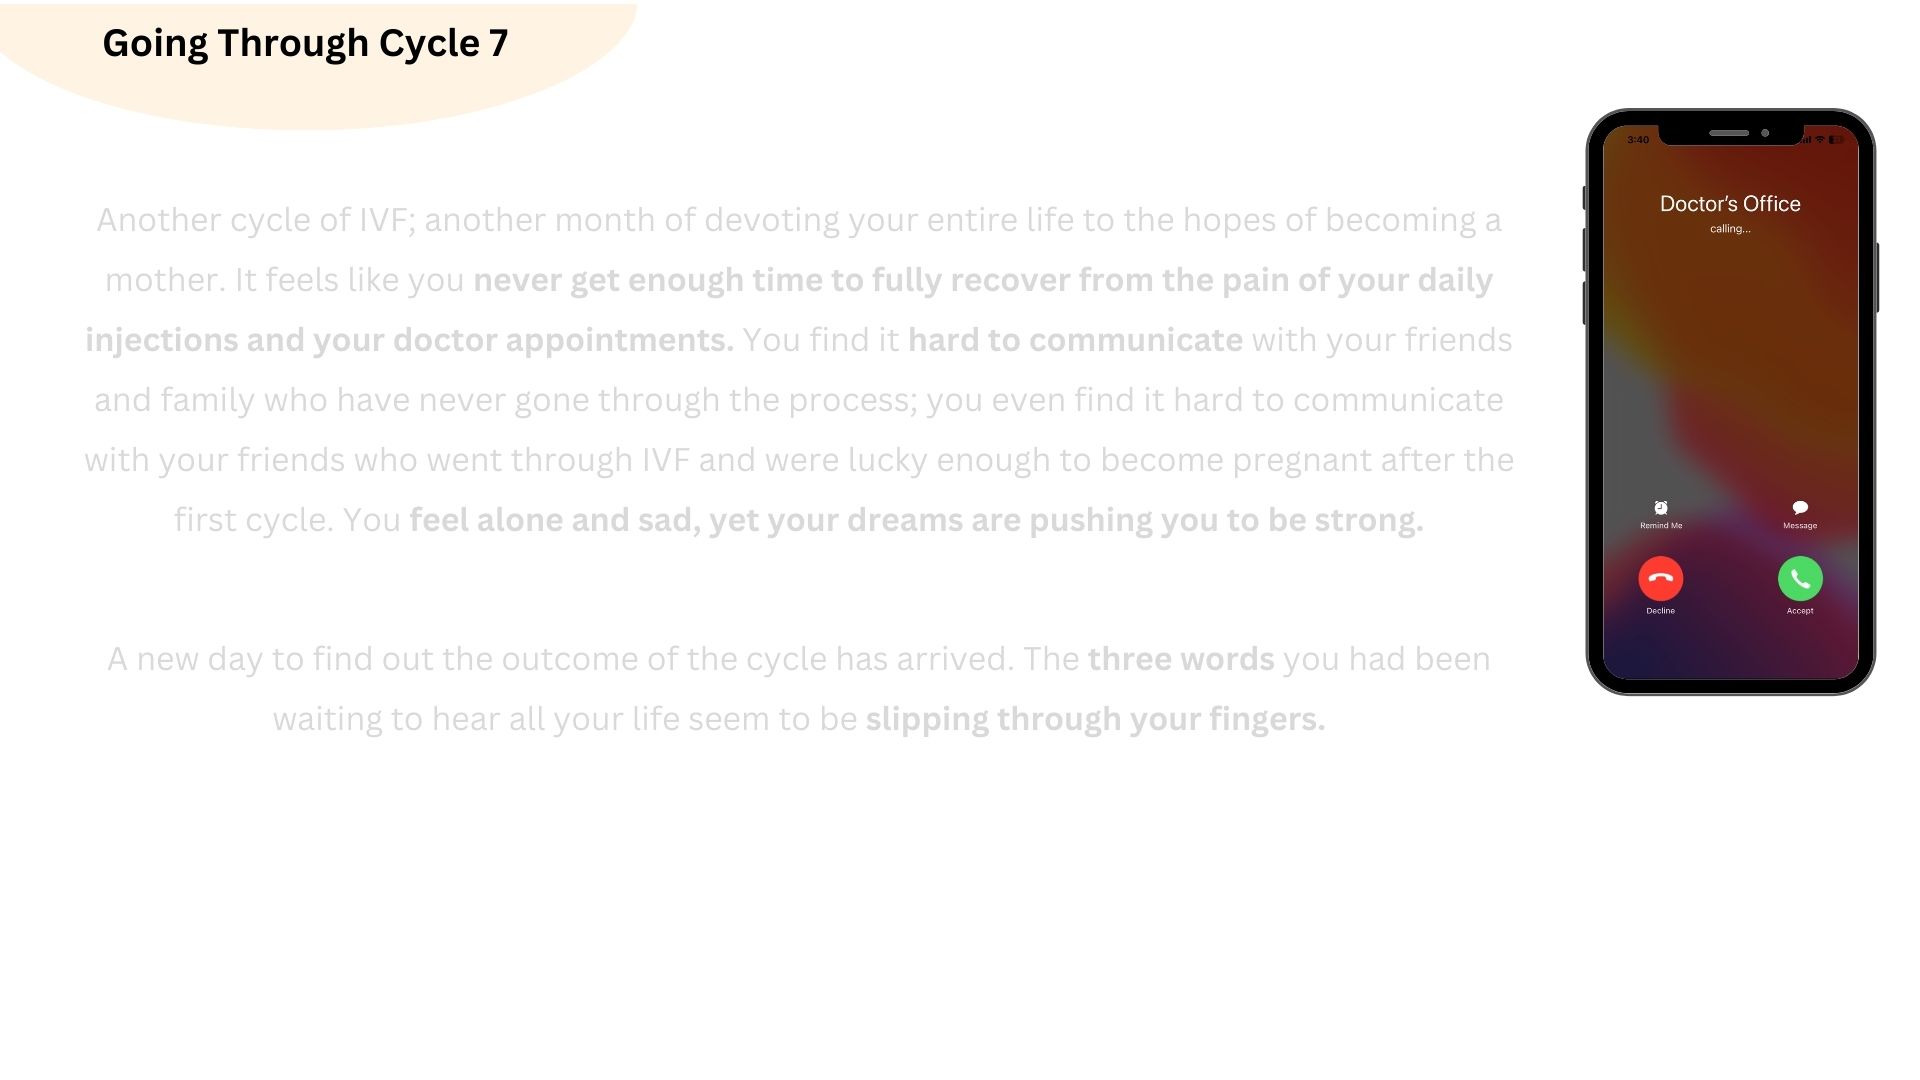 Going Through Cycle 7
Another cycle of IVF; another month of devoting your entire life to the hopes of becoming a
mother. It feels like you never get enough time to fully recover from the pain of your daily
injections and your doctor appointments. You find it hard to communicate with your friends
and family who have never gone through the process; you even find it hard to communicate
with your friends who went through IVF and were lucky enough to become pregnant after the
first cycle. You feel alone and sad, yet your dreams are pushing you to be strong.
A new day to find out the outcome of the cycle has arrived. The three words you had been
waiting to hear all your life seem to be slipping through your fingers.
3:40
Doctor’s Office
calling...
Remind Me
Message
Decline
Accept